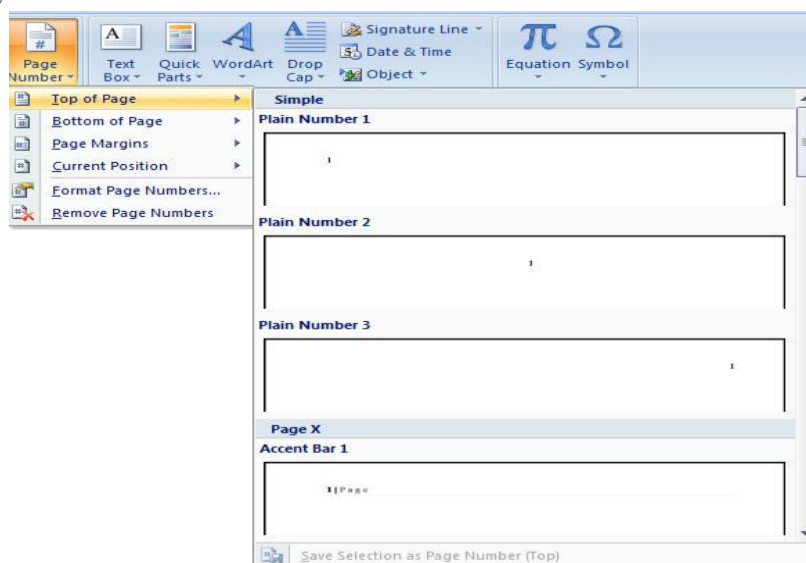 Page Number
Text Box
Quick Parts
WordArt
Drop Cap
Signature Line
Date & Time
Object
Equation
Symbol
Top of Page
Bottom of Page
Page Margins
Current Position
Format Page Numbers...
Remove Page Numbers
Simple
Plain Number 1
1
Plain Number 2
1
Plain Number 3
1
Page X
Accent Bar 1
1|Page
Save Selection as Page Number (Top)